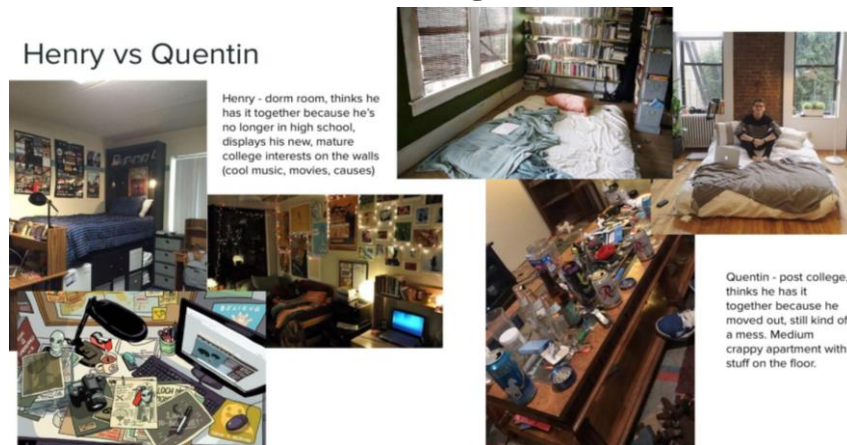 Henry vs Quentin
Henry - dorm room, thinks he
has it together because he's
no longer in high school,
displays his new, mature
college interests on the walls
(cool music, movies, causes)
Quentin - post college,
thinks he has it
together because he
moved out, still kind of
a mess. Medium
crappy apartment with
stuff on the floor.
BELIEVE
LOCH